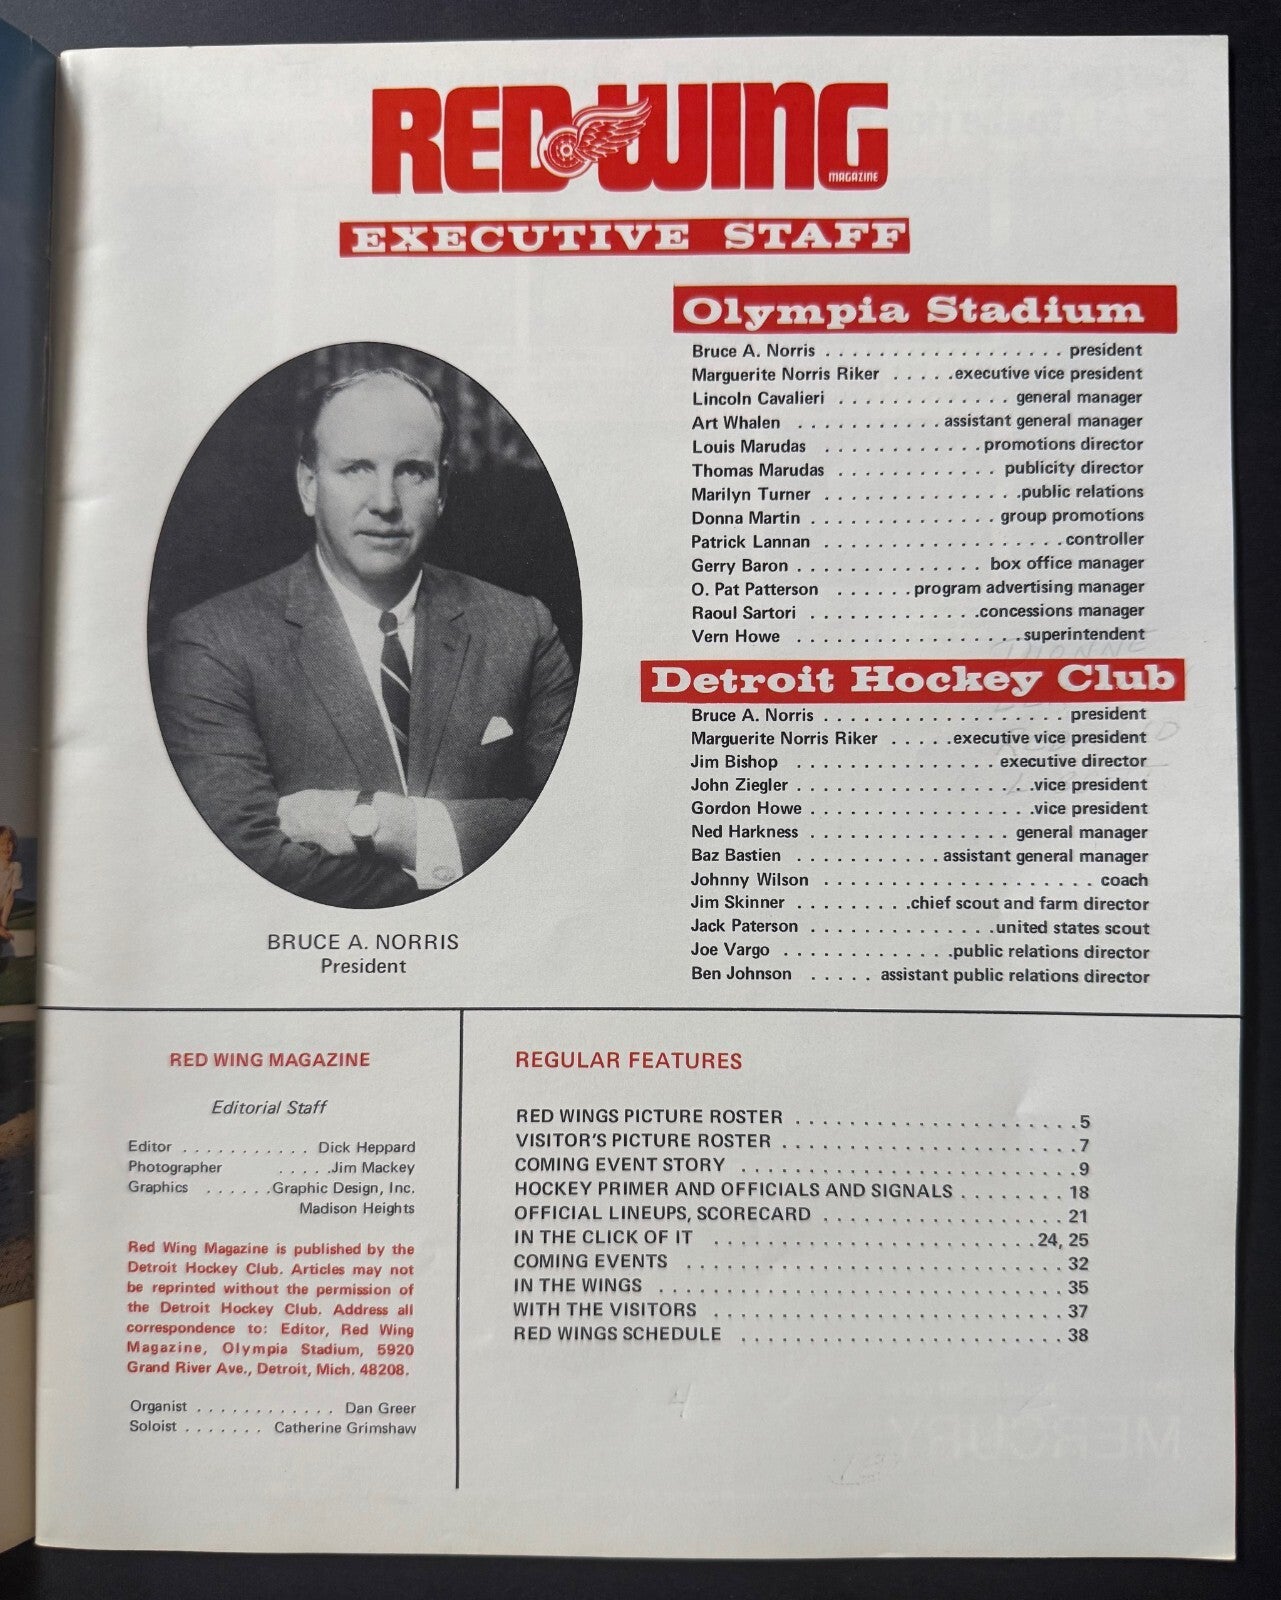 RED WING
MAGAZINE
EXECUTIVE STAFF
Olympia Stadium
Bruce A. Norris . . . . . . . . . . . . . . . . . . president
Marguerite Norris Riker . . . . .executive vice president
Lincoln Cavalieri . . . . . . . . . . . . . general manager
Art Whalen . . . . . . . . . . . assistant general manager
Louis Marudas . . . . . . . . . . . .promotions director
Thomas Marudas . . . . . . . . . . . . publicity director
Marilyn Turner . . . . . . . . . . . . . . .public relations
Donna Martin . . . . . . . . . . . . . . group promotions
Patrick Lannan . . . . . . . . . . . . . . . . . .controller
Gerry Baron . . . . . . . . . . . . . . box office manager
O. Pat Patterson . . . . . . program advertising manager
Raoul Sartori . . . . . . . . . . . . .concessions manager
Vern Howe . . . . . . . . . . . . . . . . .superintendent
DIONNE
Detroit Hockey Club
Bruce A. Norris . . . . . . . . . . . . . . . . . . president
Marguerite Norris Riker . . . . .executive vice president
Jim Bishop . . . . . . . . . . . . . . . executive director
John Ziegler . . . . . . . . . . . . . . . . . .vice president
Gordon Howe . . . . . . . . . . . . . . . . .vice president
Ned Harkness . . . . . . . . . . . . . . . general manager
Baz Bastien . . . . . . . . . . . assistant general manager
Johnny Wilson . . . . . . . . . . . . . . . . . . . . . coach
Jim Skinner . . . . . . . . .chief scout and farm director
Jack Paterson . . . . . . . . . . . . . .united states scout
Joe Vargo . . . . . . . . . . . . .public relations director
Ben Johnson . . . . . assistant public relations director
BRUCE A. NORRIS
President
RED WING MAGAZINE
Editorial Staff
Editor . . . . . . . . . . . Dick Heppard
Photographer . . . . .Jim Mackey
Graphics . . . . . .Graphic Design, Inc.
Madison Heights
Red Wing Magazine is published by the
Detroit Hockey Club. Articles may not
be reprinted without the permission of
the Detroit Hockey Club. Address all
correspondence to: Editor, Red Wing
Magazine, Olympia Stadium, 5920
Grand River Ave., Detroit, Mich. 48208.
Organist . . . . . . . . . . . . Dan Greer
Soloist . . . . . . . Catherine Grimshaw
REGULAR FEATURES
RED WINGS PICTURE ROSTER . . . . . . . . . . . . . . . . . . . . .5
VISITOR'S PICTURE ROSTER . . . . . . . . . . . . . . . . . . . . . .7
COMING EVENT STORY . . . . . . . . . . . . . . . . . . . . . . . . .9
HOCKEY PRIMER AND OFFICIALS AND SIGNALS . . . . . . . . 18
OFFICIAL LINEUPS, SCORECARD . . . . . . . . . . . . . . . . . . 21
IN THE CLICK OF IT . . . . . . . . . . . . . . . . . . . . . . . .24, 25
COMING EVENTS . . . . . . . . . . . . . . . . . . . . . . . . . . . . 32
IN THE WINGS . . . . . . . . . . . . . . . . . . . . . . . . . . . . . . 35
WITH THE VISITORS . . . . . . . . . . . . . . . . . . . . . . . . . . 37
RED WINGS SCHEDULE . . . . . . . . . . . . . . . . . . . . . . . . 38